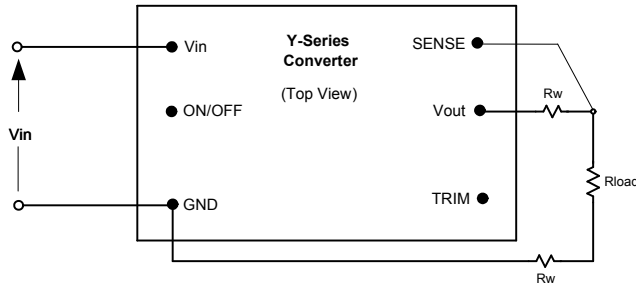 Y-Series
Converter
(Top View)
Vin
SENSE
ON/OFF
Vout
Rw
Vin
Rload
GND
TRIM
Rw